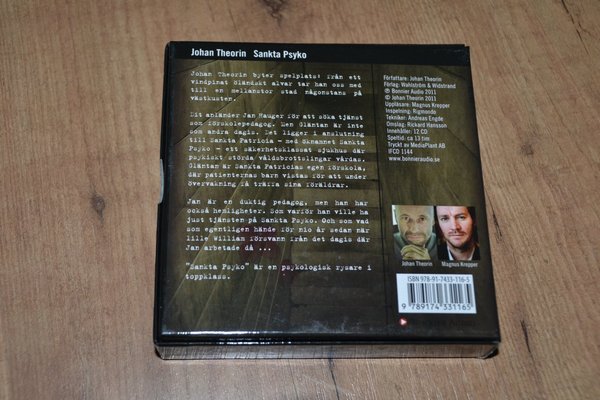 Johan Theorin Sankta Psyko
Johan Theorin byter spelplats: från ett
vindpinat öländskt alvar tar han oss med
till en mellanstor stad någonstans på
västkusten.
Dit anländer Jan Hauger för att söka tjänst
som förskolepedagog. Men Gläntan är inte
som andra dagis. Det ligger i anslutning
till Sankta Patricia – med öknamnet Sankta
Psyko – ett säkerhetsklassat sjukhus där
psykiskt störda våldsbrottslingar vårdas.
Gläntan är Sankta Patricias egen förskola,
där patienternas barn vistas för att under
övervakning få träffa sina föräldrar.
Jan är en duktig pedagog, men han har
också hemligheter. Som varför han ville ha
just tjänsten på Sankta Psyko. Och som vad
som egentligen hände för nio år sedan när
lille William försvann från det dagis där
Jan arbetade då ...
"Sankta Psyko" är en psykologisk rysare i
toppklass.
Författare: Johan Theorin
Förlag: Wahlström & Widstrand
℗ Bonnier Audio 2011
© Johan Theorin 2011
Uppläsare: Magnus Krepper
Inspelning: Rigmondo
Tekniker: Andreas Engde
Omslag: Rickard Hansson
Innehåller: 12 CD
Speltid: ca 13 tim
Tryckt av MediaPlant AB
IFCD 1144
www.bonnieraudio.se
Johan Theorin
Magnus Krepper
ISBN 978-91-7433-116-5
9789174331165